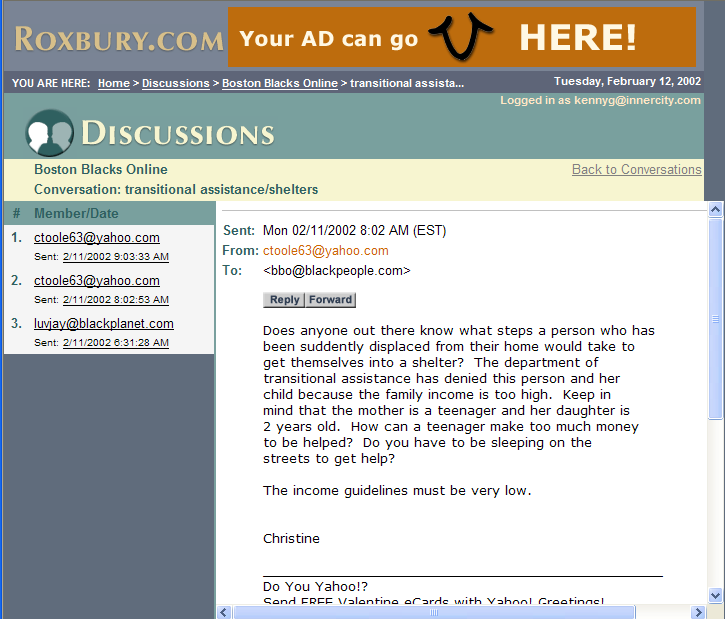 ROXBURY.COM
Your AD can go HERE!
YOU ARE HERE: Home > Discussions > Boston Blacks Online > transitional assista...
Tuesday, February 12, 2002
Logged in as kennyg@innercity.com
DISCUSSIONS
Boston Blacks Online
Back to Conversations
Conversation: transitional assistance/shelters
# Member/Date
1. ctoole63@yahoo.com
Sent: 2/11/2002 9:03:33 AM
2. ctoole63@yahoo.com
Sent: 2/11/2002 8:02:53 AM
3. luvjay@blackplanet.com
Sent: 2/11/2002 6:31:28 AM
Sent: Mon 02/11/2002 8:02 AM (EST)
From: ctoole63@yahoo.com
To: <bbo@blackpeople.com>
Reply Forward
Does anyone out there know what steps a person who has
been suddently displaced from their home would take to
get themselves into a shelter?  The department of
transitional assistance has denied this person and her
child because the family income is too high.  Keep in
mind that the mother is a teenager and her daughter is
2 years old.  How can a teenager make too much money
to be helped?  Do you have to be sleeping on the
streets to get help?
The income guidelines must be very low.
Christine
Do You Yahoo!?
Send FREE Valentine eCards with Yahoo! Greetings!